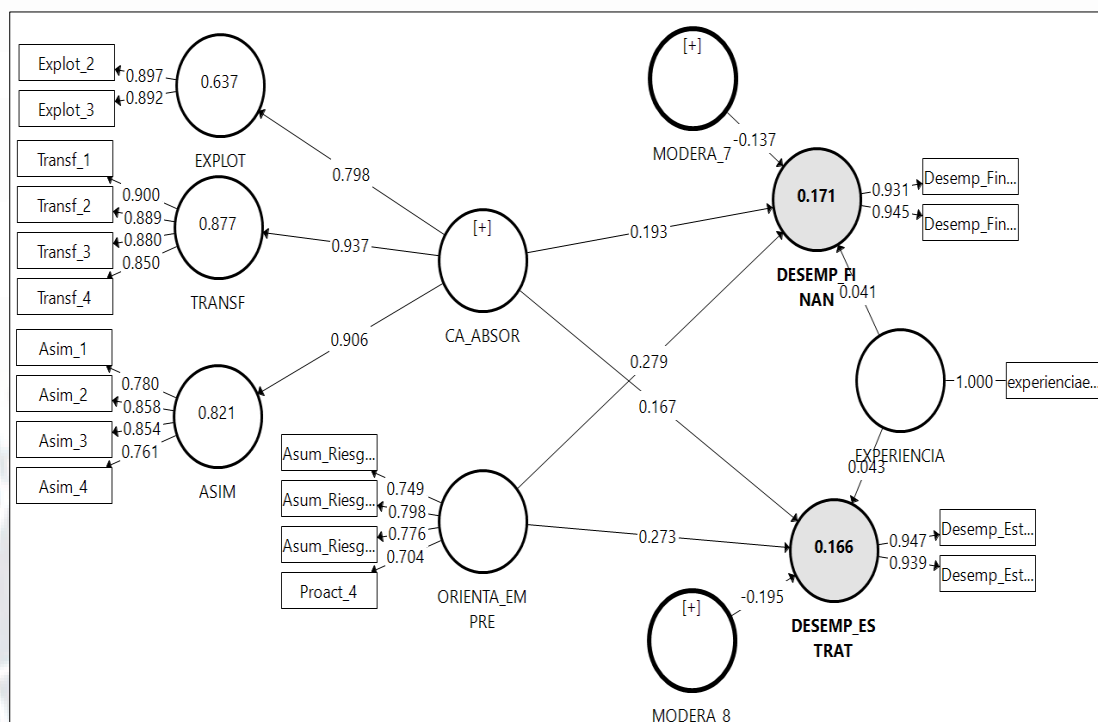 Explot_2
0.897
Explot_3
0.892
0.637
EXPLOT
Transf_1
0.900
Transf_2
0.889
Transf_3
0.880
Transf_4
0.850
0.877
TRANSF
Asim_1
0.780
Asim_2
0.858
Asim_3
0.854
Asim_4
0.761
0.821
ASIM
0.798
0.937
0.906
[+]
CA_ABSOR
Asum_Riesg...
0.749
Asum_Riesg...
0.798
Asum_Riesg...
0.776
Proact_4
0.704
ORIENTA_EM
PRE
0.193
0.279
0.167
0.273
[+]
MODERA_7
-0.137
0.171
DESEMP_FI
NAN
0.931
Desemp_Fin...
0.945
Desemp_Fin...
0.041
EXPERIENCIA
1.000
experienciae...
0.043
0.166
DESEMP_ES
TRAT
0.947
Desemp_Est...
0.939
Desemp_Est...
[+]
-0.195
MODERA_8